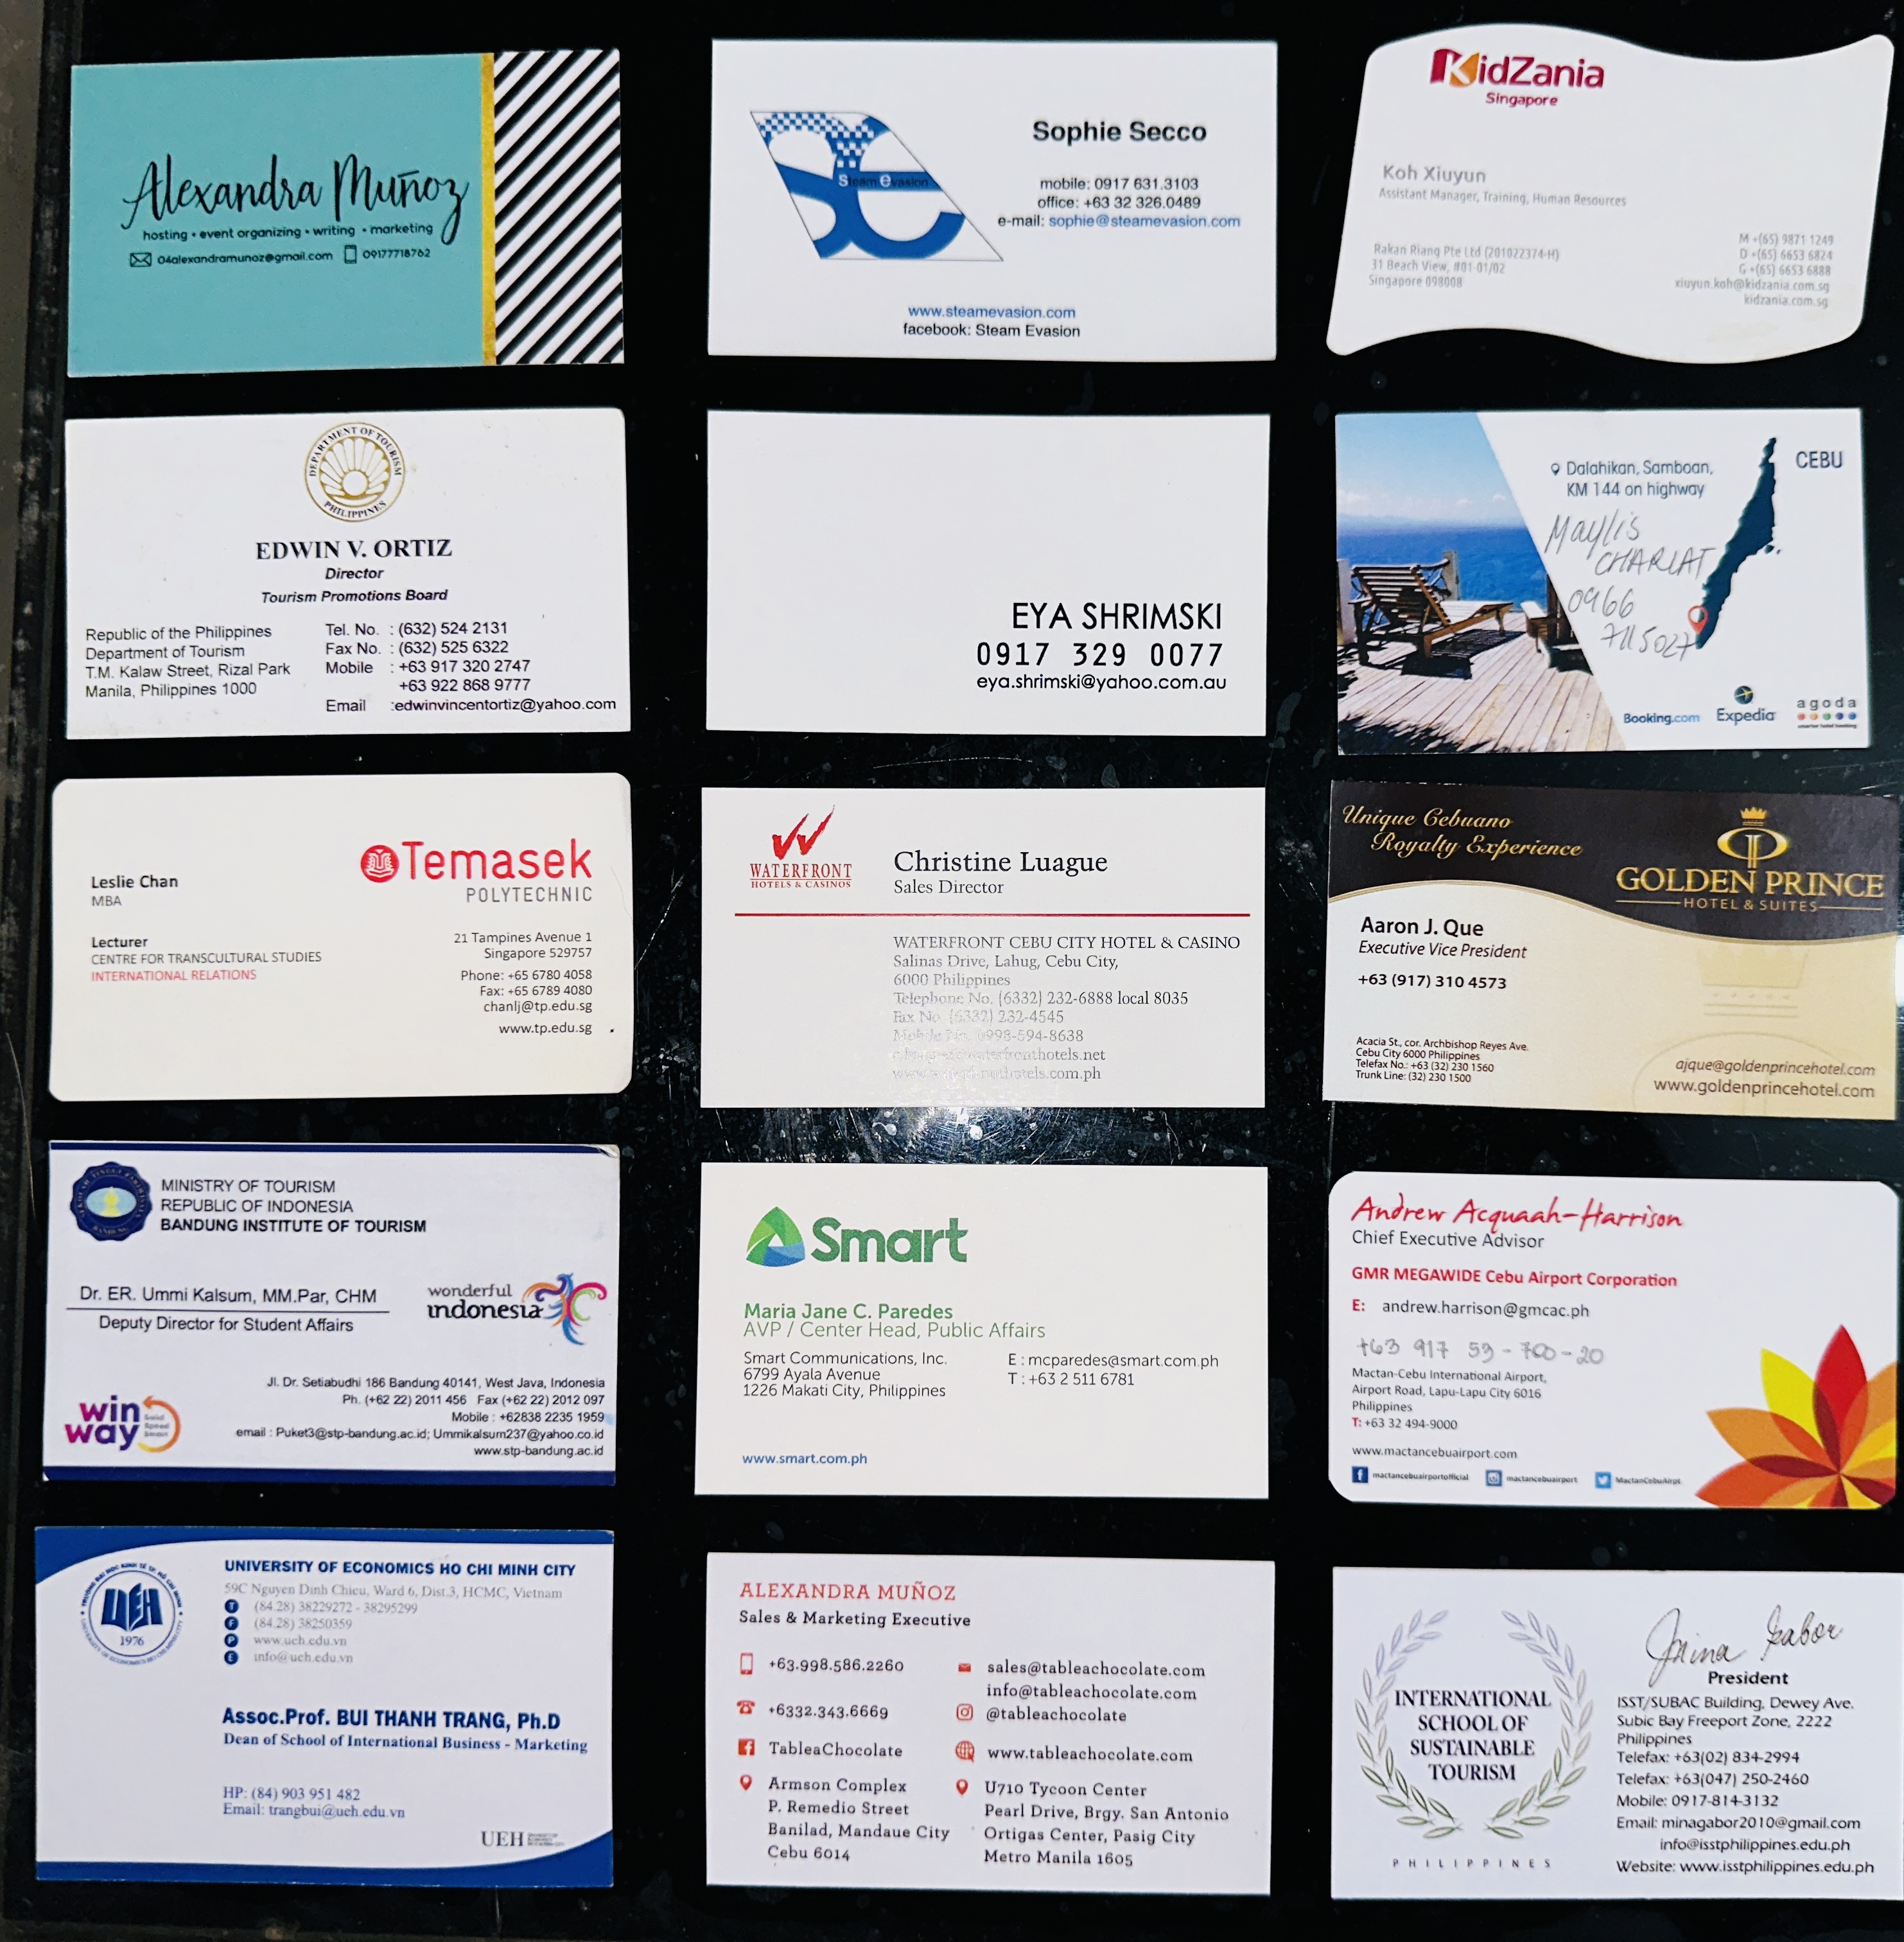 Alexandra Muñoz
hosting • event organizing • writing • marketing
04alexandramunoz@gmail.com 09177718762
Steam Evasion
Sophie Secco
mobile: 0917 631.3103
office: +63 32 326.0489
e-mail: sophie@steamevasion.com
www.steamevasion.com
facebook: Steam Evasion
KidZania
Singapore
Koh Xiuyun
Assistant Manager, Training, Human Resources
Rakan Riang Pte Ltd (201022374-H)
31 Beach View, #01-01/02
Singapore 098008
M +(65) 9871 1249
D +(65) 6653 6824
G +(65) 6653 6888
xiuyun.koh@kidzania.com.sg
kidzania.com.sg
DEPARTMENT OF TOURISM
PHILIPPINES
EDWIN V. ORTIZ
Director
Tourism Promotions Board
Republic of the Philippines
Department of Tourism
T.M. Kalaw Street, Rizal Park
Manila, Philippines 1000
Tel. No. : (632) 524 2131
Fax No. : (632) 525 6322
Mobile : +63 917 320 2747
+63 922 868 9777
Email :edwinvincentortiz@yahoo.com
EYA SHRIMSKI
0917 329 0077
eya.shrimski@yahoo.com.au
Dalahikan, Samboan,
KM 144 on highway
CEBU
Maylis
CHARLAT
0966
7115027
Booking.com
Expedia
agoda
smarter hotel booking
Leslie Chan
MBA
Lecturer
CENTRE FOR TRANSCULTURAL STUDIES
INTERNATIONAL RELATIONS
Temasek
POLYTECHNIC
21 Tampines Avenue 1
Singapore 529757
Phone: +65 6780 4058
Fax: +65 6789 4080
chanlj@tp.edu.sg
www.tp.edu.sg
WATERFRONT
HOTELS & CASINOS
Christine Luague
Sales Director
WATERFRONT CEBU CITY HOTEL & CASINO
Salinas Drive, Lahug, Cebu City,
6000 Philippines
Telephone No. (6332) 232-6888 local 8035
Fax No. (6332) 232-4545
Mobile No. 0998-594-8638
Unique Cebuano
Royalty Experience
GOLDEN PRINCE
HOTEL & SUITES
Aaron J. Que
Executive Vice President
+63 (917) 310 4573
Acacia St., cor. Archbishop Reyes Ave.
Cebu City 6000 Philippines
Telefax No.: +63 (32) 230 1560
Trunk Line: (32) 230 1500
ajque@goldenprincehotel.com
www.goldenprincehotel.com
MINISTRY OF TOURISM
REPUBLIC OF INDONESIA
BANDUNG INSTITUTE OF TOURISM
Dr. ER. Ummi Kalsum, MM.Par, CHM
Deputy Director for Student Affairs
wonderful
indonesia
win
way
Solid
Speed
Smart
Jl. Dr. Setiabudhi 186 Bandung 40141, West Java, Indonesia
Ph. (+62 22) 2011 456 Fax (+62 22) 2012 097
Mobile : +62838 2235 1959
email : Puket3@stp-bandung.ac.id; Ummikalsum237@yahoo.co.id
www.stp-bandung.ac.id
Smart
Maria Jane C. Paredes
AVP / Center Head, Public Affairs
Smart Communications, Inc.
6799 Ayala Avenue
1226 Makati City, Philippines
E : mcparedes@smart.com.ph
T : +63 2 511 6781
www.smart.com.ph
Andrew Acquaah-Harrison
Chief Executive Advisor
GMR MEGAWIDE Cebu Airport Corporation
E: andrew.harrison@gmcac.ph
+63 917 59-700-20
Mactan-Cebu International Airport,
Airport Road, Lapu-Lapu City 6016
Philippines
T: +63 32 494-9000
www.mactancebuairport.com
mactancebuairportofficial mactancebuairport MactanCebuAirpt
UEH
1976
UNIVERSITY OF ECONOMICS HO CHI MINH CITY
59C Nguyen Dinh Chieu, Ward 6, Dist.3, HCMC, Vietnam
T (84.28) 38229272 - 38295299
F (84.28) 38250359
P www.ueh.edu.vn
E info@ueh.edu.vn
Assoc.Prof. BUI THANH TRANG, Ph.D
Dean of School of International Business - Marketing
HP: (84) 903 951 482
Email: trangbui@ueh.edu.vn
UEH
ALEXANDRA MUÑOZ
Sales & Marketing Executive
+63.998.586.2260
+6332.343.6669
TableaChocolate
Armson Complex
P. Remedio Street
Banilad, Mandaue City
Cebu 6014
sales@tableachocolate.com
info@tableachocolate.com
@tableachocolate
www.tableachocolate.com
U710 Tycoon Center
Pearl Drive, Brgy. San Antonio
Ortigas Center, Pasig City
Metro Manila 1605
INTERNATIONAL
SCHOOL OF
SUSTAINABLE
TOURISM
PHILIPPINES
Gabor
President
ISST/SUBAC Building, Dewey Ave.
Subic Bay Freeport Zone, 2222
Philippines
Telefax: +63(02) 834-2994
Telefax: +63(047) 250-2460
Mobile: 0917-814-3132
Email: minagabor2010@gmail.com
info@isstphilippines.edu.ph
Website: www.isstphilippines.edu.ph